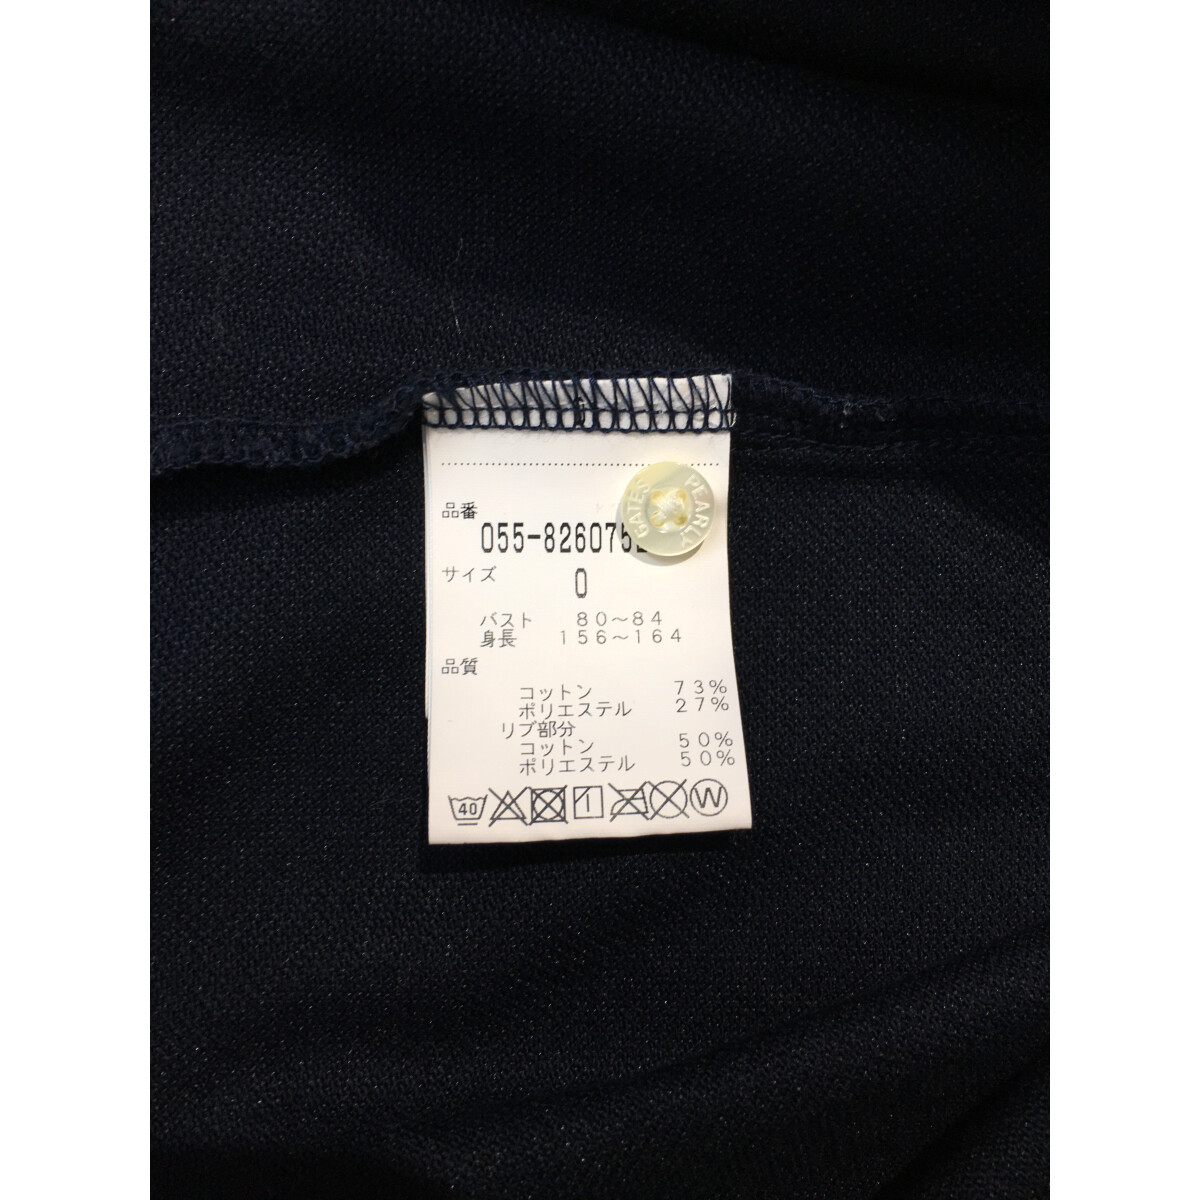 品番
055-826075
サイズ
0
バスト 80～84
身長 156～164
品質
コットン 73%
ポリエステル 27%
リブ部分
コットン 50%
ポリエステル 50%
40
W
PEARLY GATES